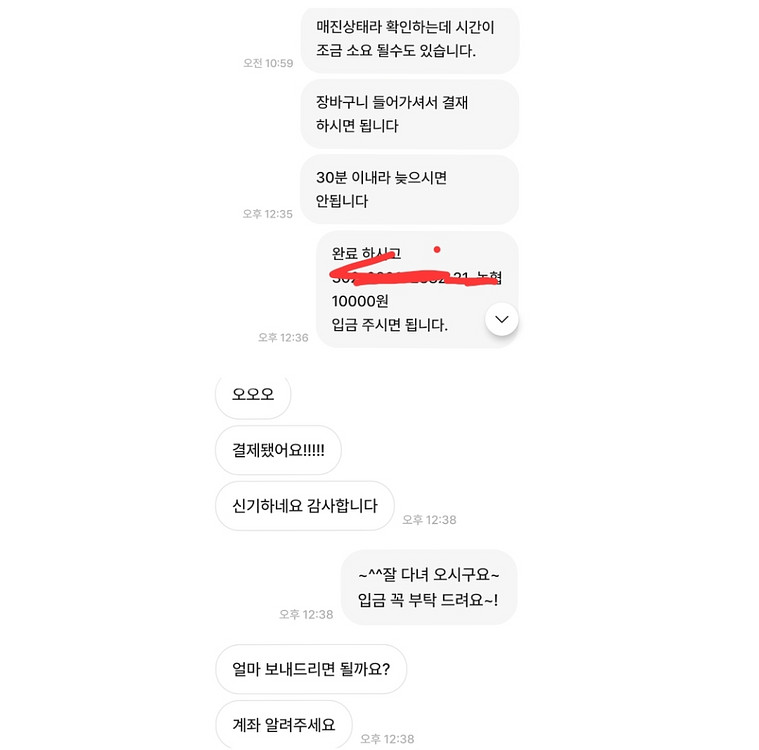 매진상태라 확인하는데 시간이
조금 소요 될수도 있습니다.
오전 10:59
장바구니 들어가셔서 결재
하시면 됩니다
30분 이내라 늦으시면
안됩니다
오후 12:35
완료 하시고
농협
10000원
입금 주시면 됩니다.
오후 12:36
오오오
결제됐어요!!!!!
신기하네요 감사합니다
오후 12:38
~^^잘 다녀 오시구요~
입금 꼭 부탁 드려요~!
오후 12:38
얼마 보내드리면 될까요?
계좌 알려주세요
오후 12:38